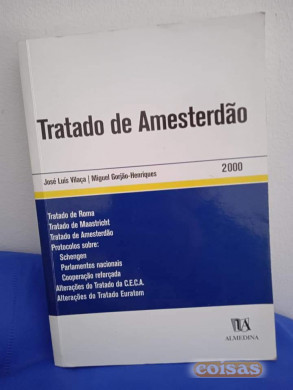 Tratado de Amesterdão
José Luís Vilaça | Miguel Gorjão-Henriques
2000
Tratado de Roma
Tratado de Maastricht
Tratado de Amesterdão
Protocolos sobre:
Schengen
Parlamentos nacionais
Cooperação reforçada
Alterações do Tratado da C.E.C.A.
Alterações do Tratado Euratom
ALMEDINA
coisas